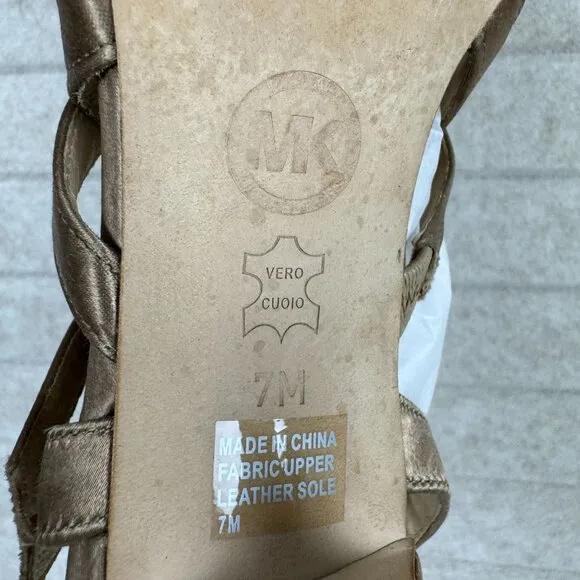 MK
VERO
CUOIO
7M
MADE IN CHINA
FABRIC UPPER
LEATHER SOLE
7M